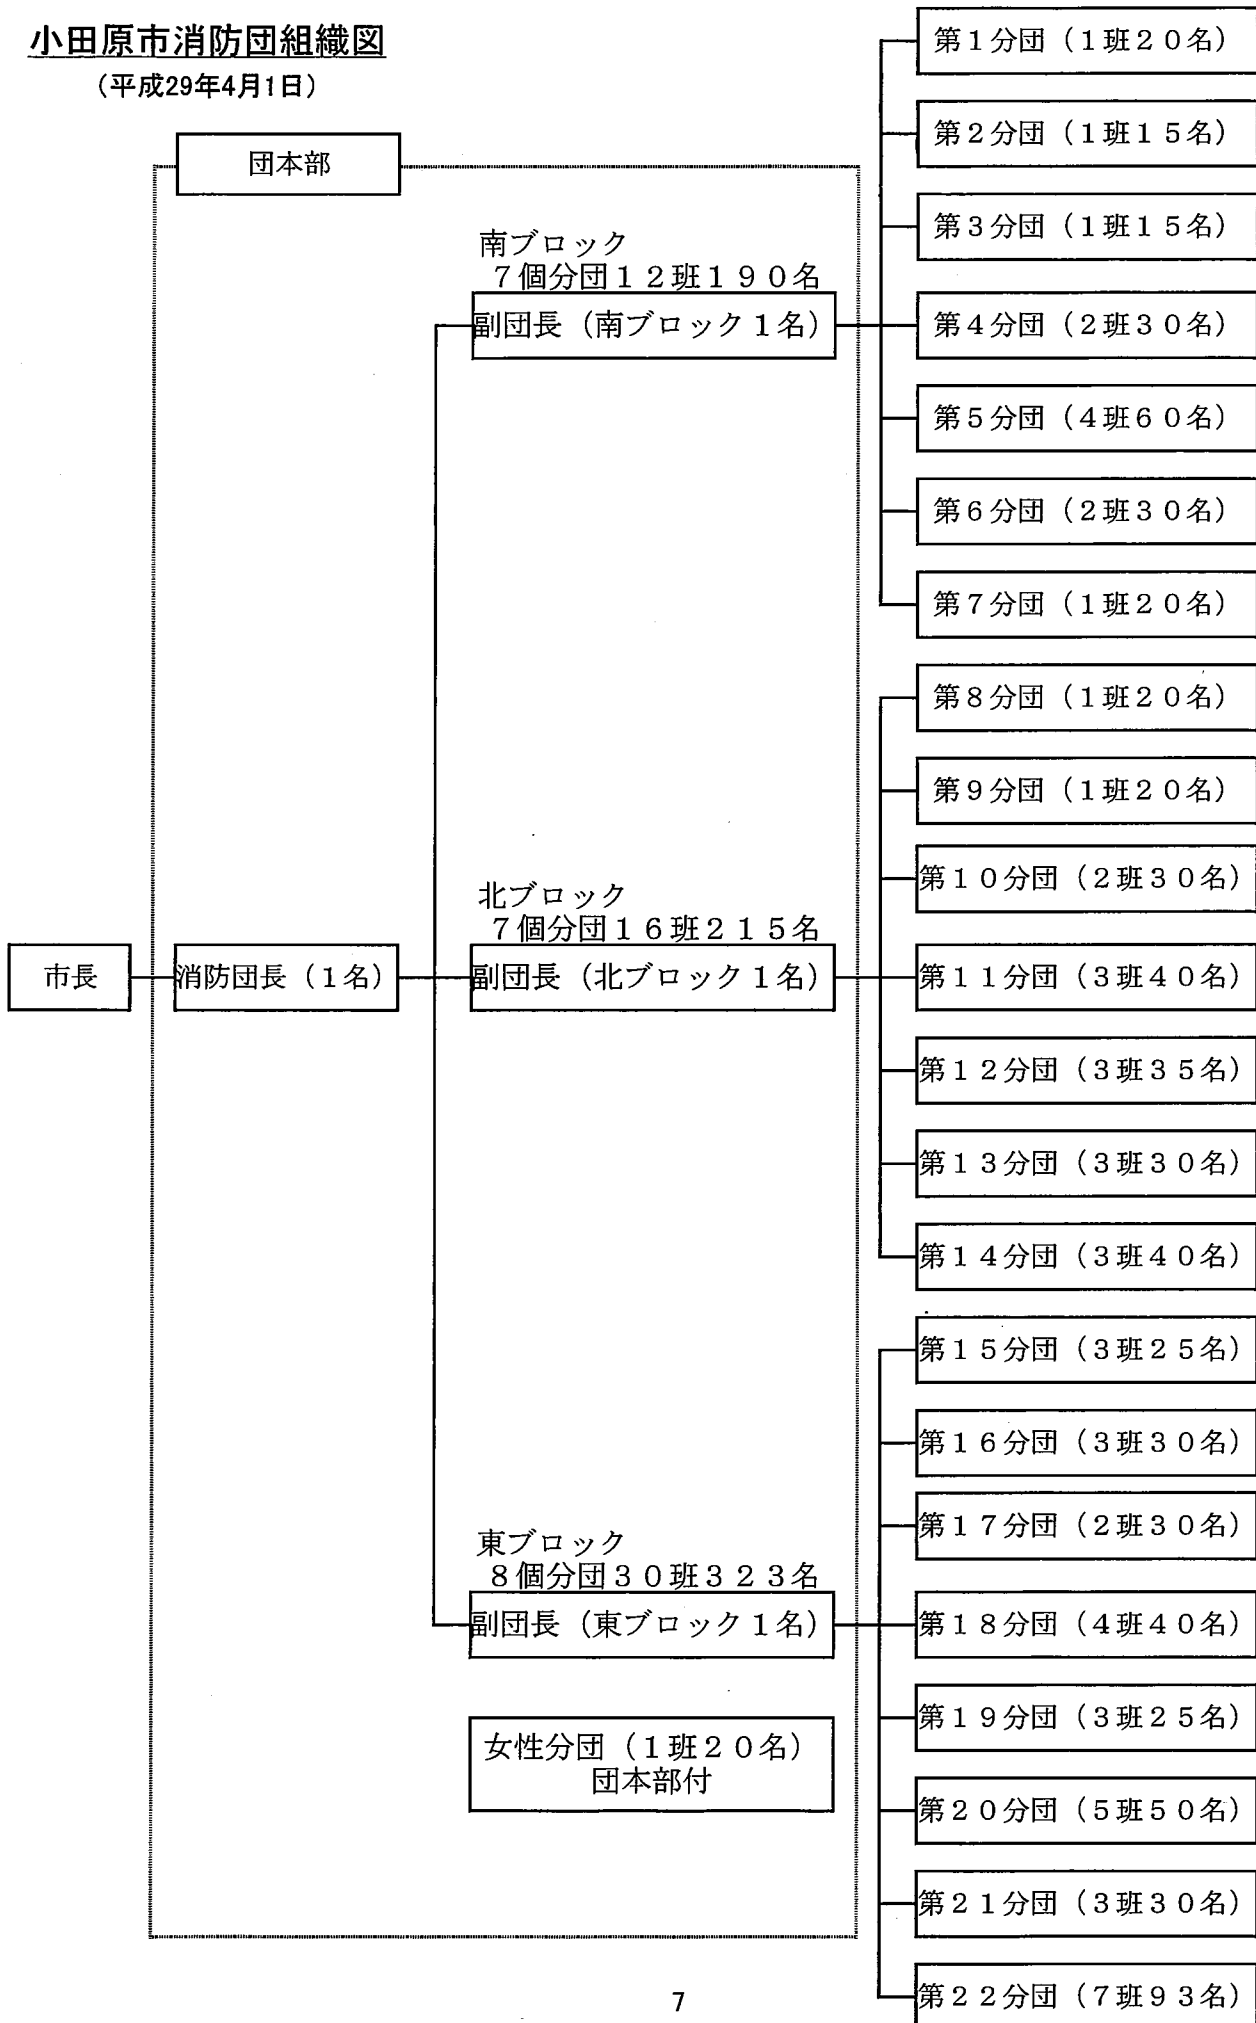 小田原市消防団組織図
(平成29年4月1日)
団本部
市長
消防団長(1名)
南ブロック
7個分団12班190名
副団長(南ブロック1名)
第1分団(1班20名)
第2分団(1班15名)
第3分団(1班15名)
第4分団(2班30名)
第5分団(4班60名)
第6分団(2班30名)
第7分団(1班20名)
北ブロック
7個分団16班215名
副団長(北ブロック1名)
第8分団(1班20名)
第9分団(1班20名)
第10分団(2班30名)
第11分団(3班40名)
第12分団(3班35名)
第13分団(3班30名)
第14分団(3班40名)
東ブロック
8個分団30班323名
副団長(東ブロック1名)
第15分団(3班25名)
第16分団(3班30名)
第17分団(2班30名)
第18分団(4班40名)
第19分団(3班25名)
第20分団(5班50名)
第21分団(3班30名)
第22分団(7班93名)
女性分団(1班20名)
団本部付
7